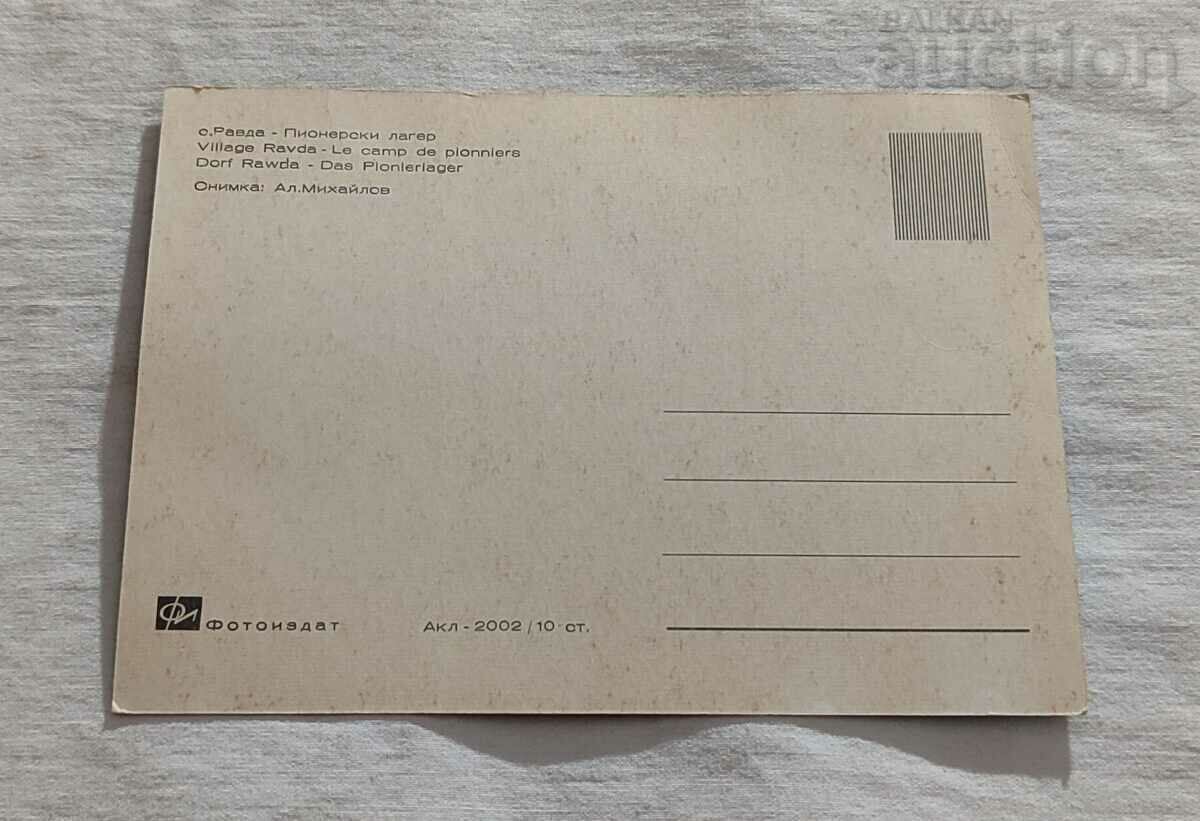 BALKAN
auction
с.Равда - Пионерски лагер
Village Ravda - Le camp de pionniers
Dorf Rawda - Das Pionierlager
Снимка: Ал.Михайлов
ФИ Фотоиздат
Акл - 2002 / 10 ст.